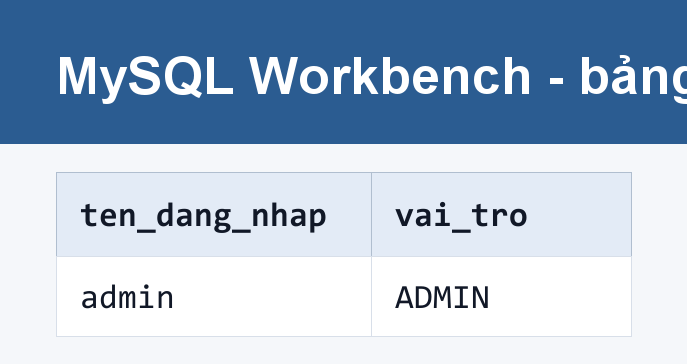 MySQL Workbench - bảng
ten_dang_nhap vai_tro
admin ADMIN